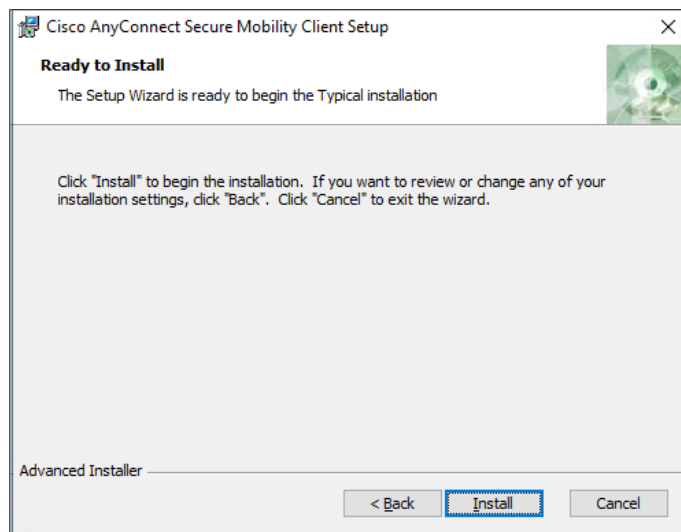 Cisco AnyConnect Secure Mobility Client Setup
Ready to Install
The Setup Wizard is ready to begin the Typical installation
Click "Install" to begin the installation.  If you want to review or change any of your
installation settings, click "Back".  Click "Cancel" to exit the wizard.
Advanced Installer
< Back
Install
Cancel